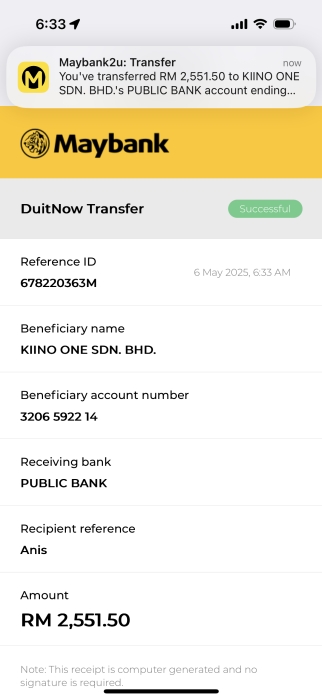 6:33
Maybank2u: Transfer
now
You've transferred RM 2,551.50 to KIINO ONE
SDN. BHD.'s PUBLIC BANK account ending...
Maybank
DuitNow Transfer
Successful
Reference ID
6 May 2025, 6:33 AM
678220363M
Beneficiary name
KIINO ONE SDN. BHD.
Beneficiary account number
3206 5922 14
Receiving bank
PUBLIC BANK
Recipient reference
Anis
Amount
RM 2,551.50
Note: This receipt is computer generated and no
signature is required.